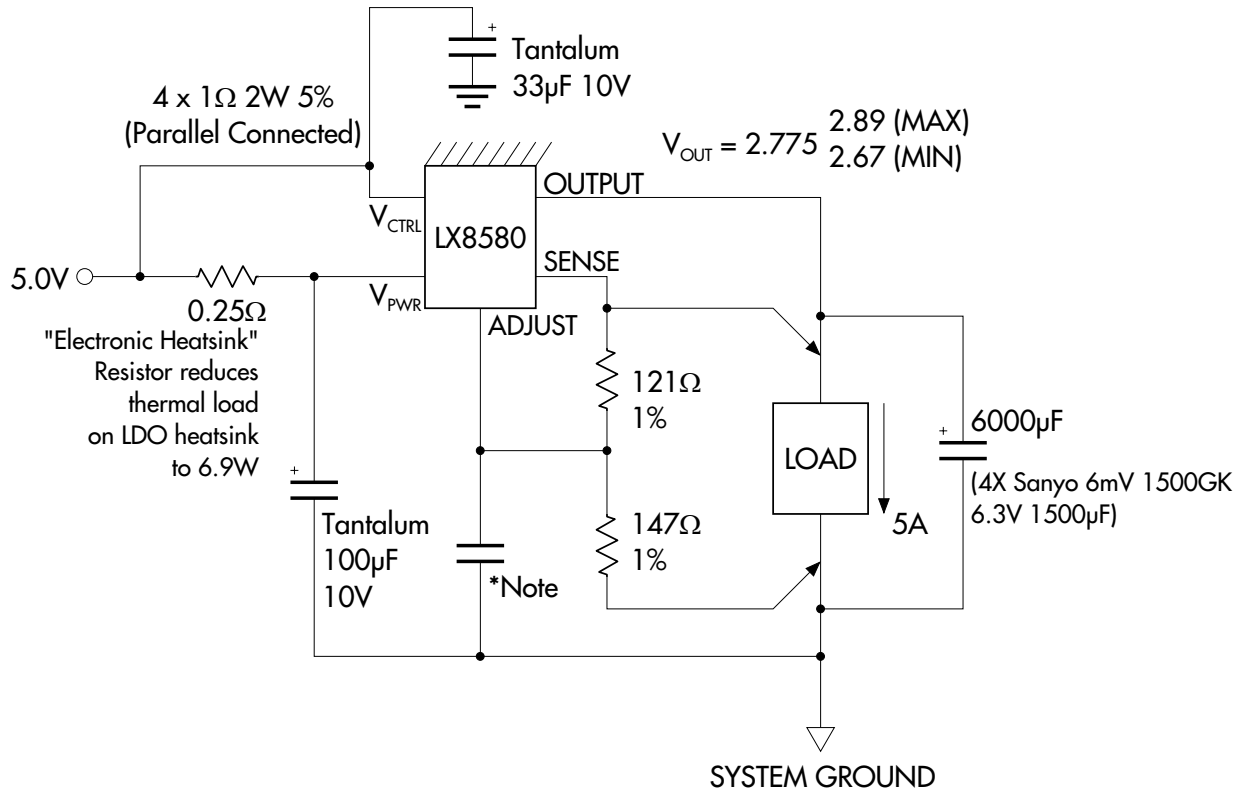 +
Tantalum
33µF 10V
4 x 1Ω 2W 5%
(Parallel Connected)
V_OUT = 2.775 2.89 (MAX)
2.67 (MIN)
OUTPUT
V_CTRL
LX8580
SENSE
5.0V
V_PWR
ADJUST
0.25Ω
"Electronic Heatsink"
Resistor reduces
thermal load
on LDO heatsink
to 6.9W
121Ω
1%
LOAD
5A
+
6000µF
(4X Sanyo 6mV 1500GK
6.3V 1500µF)
+
Tantalum
100µF
10V
*Note
147Ω
1%
SYSTEM GROUND